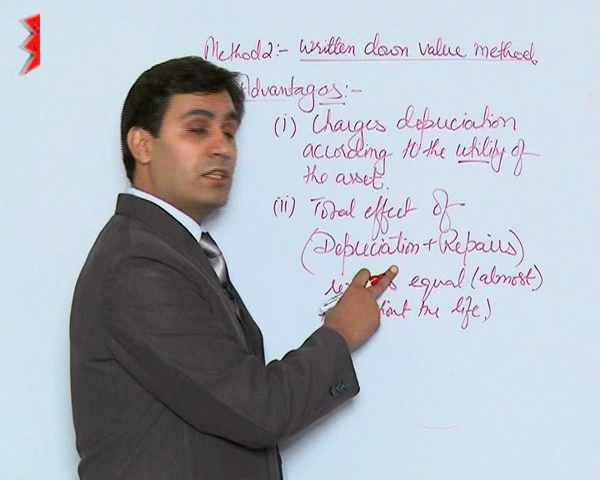 Method 2:- Written down value method.
Advantages:-
(i) Charges depreciation
according to the utility of
the asset.
(ii) Total effect of
(Depreciation + Repairs)
equal (almost)
the life)